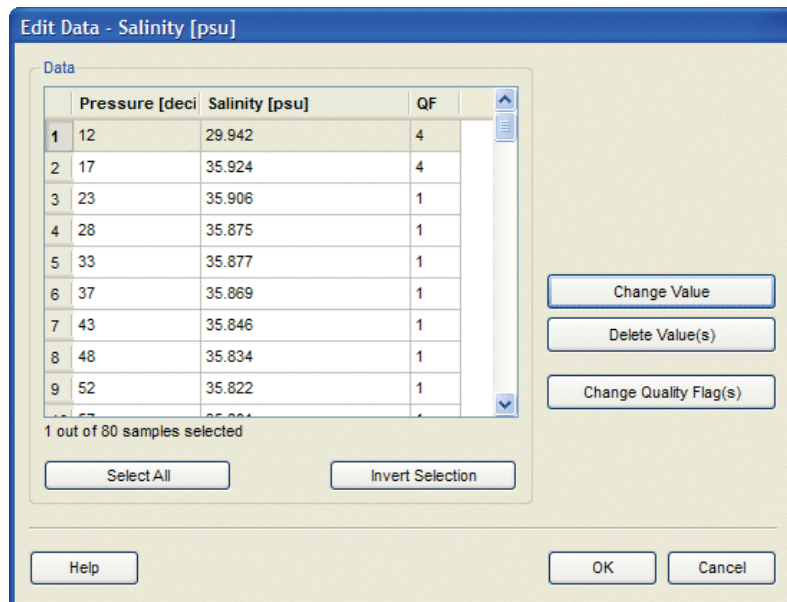 Edit Data - Salinity [psu]
Data
Pressure [deci Salinity [psu] QF
1 12 29.942 4
2 17 35.924 4
3 23 35.906 1
4 28 35.875 1
5 33 35.877 1
6 37 35.869 1
7 43 35.846 1
8 48 35.834 1
9 52 35.822 1
1 out of 80 samples selected
Select All Invert Selection
Change Value
Delete Value(s)
Change Quality Flag(s)
Help OK Cancel